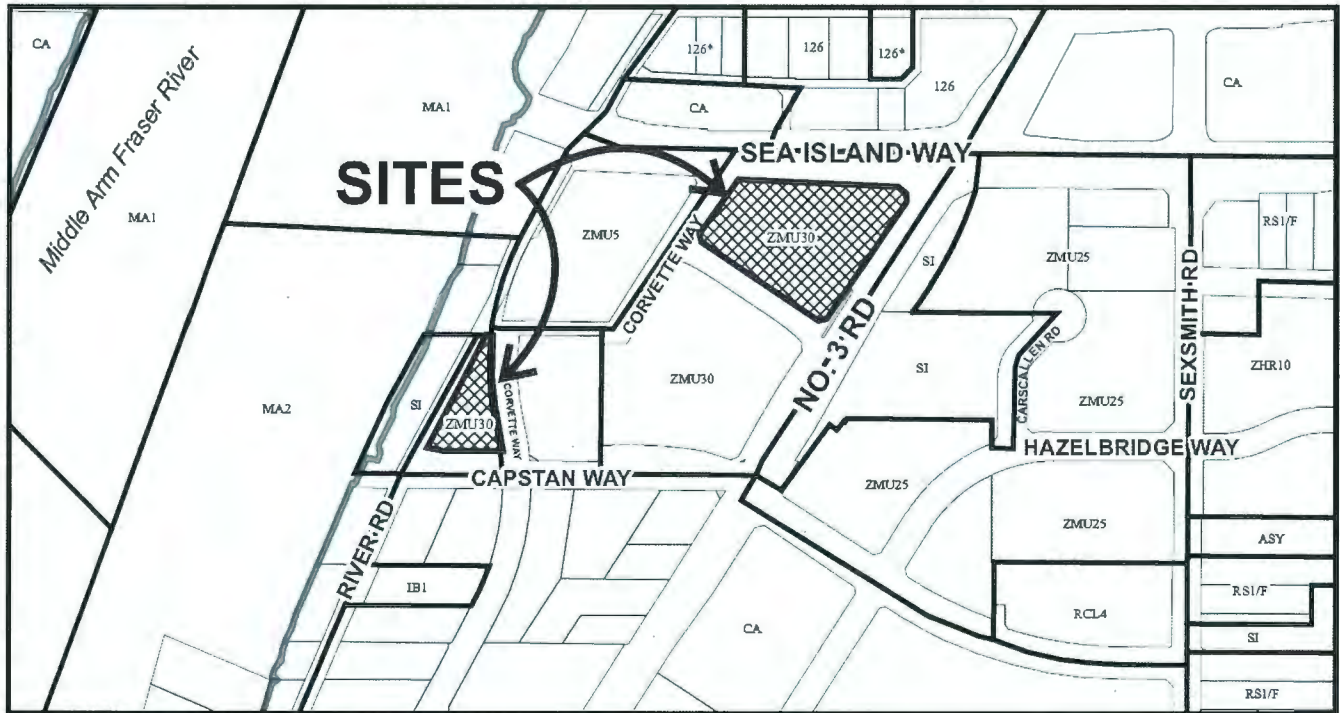 CA
126*
126
126*
126
CA
CA
MA1
Middle Arm Fraser River
SEA ISLAND WAY
SITES
MA1
ZMU5
CORVETTE WAY
ZMU30
SI
ZMU25
SEXSMITH RD
RS1/F
NO. 3 RD
SI
CARSCALLEN RD
ZMU25
ZHR10
ZMU30
MA2
SI
ZMU30
CORVETTE WAY
HAZELBRIDGE WAY
CAPSTAN WAY
ZMU25
ZMU25
RIVER RD
IB1
ASY
RS1/F
RCL4
CA
SI
RS1/F